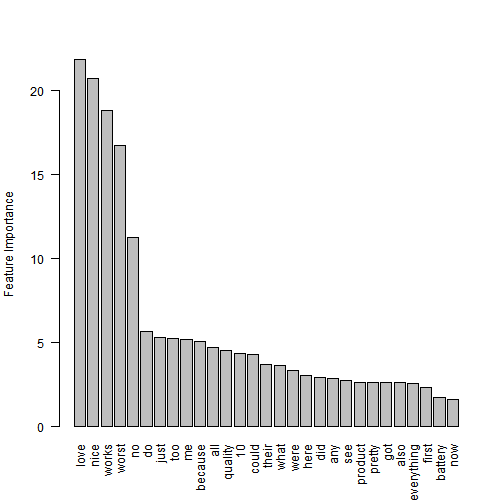 Feature Importance
20
15
10
5
0
love
nice
works
worst
no
do
just
too
me
because
all
quality
10
could
their
what
were
here
did
any
see
product
pretty
got
also
everything
first
battery
now